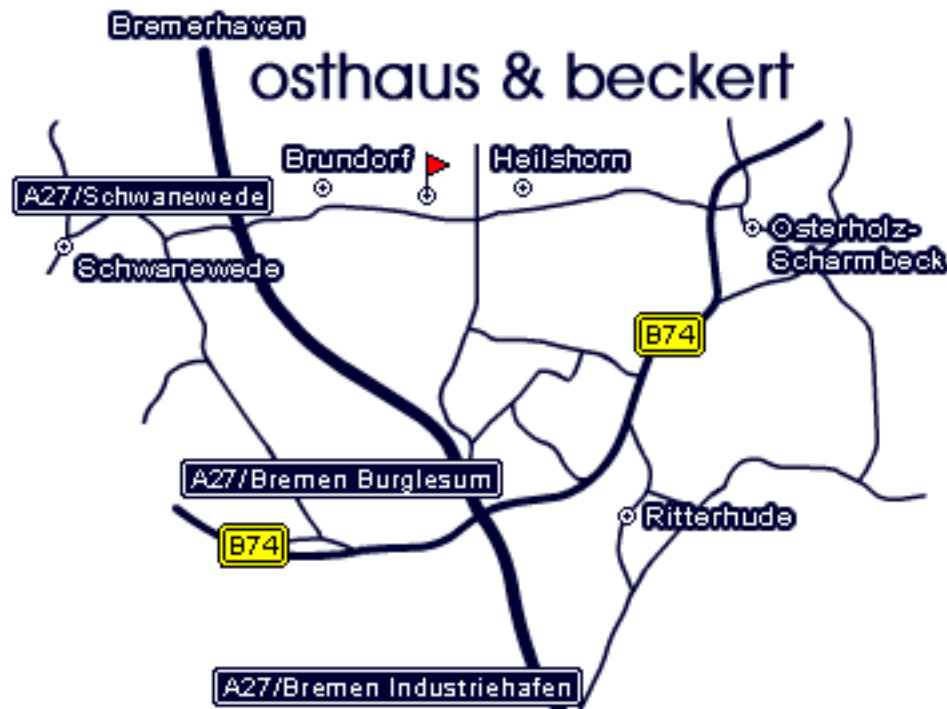 Bremerhaven
osthaus & beckert
Brundorf
Heilshorn
A27/Schwanewede
Schwanewede
Osterholz-
Scharmbeck
B74
A27/Bremen Burglesum
Ritterhude
B74
A27/Bremen Industriehafen